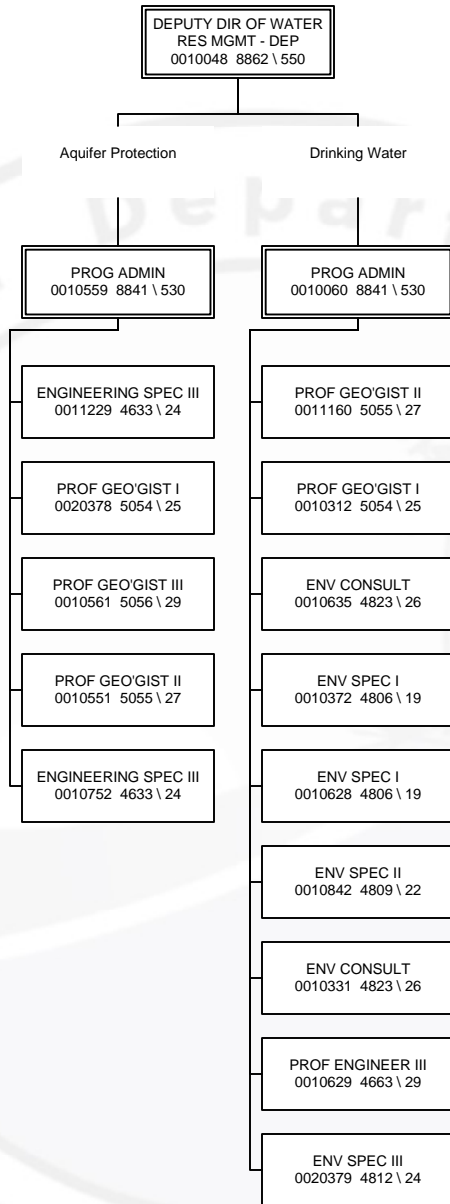 DEPUTY DIR OF WATER
RES MGMT - DEP
0010048 8862 \ 550
Aquifer Protection
Drinking Water
PROG ADMIN
0010559 8841 \ 530
PROG ADMIN
0010060 8841 \ 530
ENGINEERING SPEC III
0011229 4633 \ 24
PROF GEO'GIST I
0020378 5054 \ 25
PROF GEO'GIST III
0010561 5056 \ 29
PROF GEO'GIST II
0010551 5055 \ 27
ENGINEERING SPEC III
0010752 4633 \ 24
PROF GEO'GIST II
0011160 5055 \ 27
PROF GEO'GIST I
0010312 5054 \ 25
ENV CONSULT
0010635 4823 \ 26
ENV SPEC I
0010372 4806 \ 19
ENV SPEC I
0010628 4806 \ 19
ENV SPEC II
0010842 4809 \ 22
ENV CONSULT
0010331 4823 \ 26
PROF ENGINEER III
0010629 4663 \ 29
ENV SPEC III
0020379 4812 \ 24